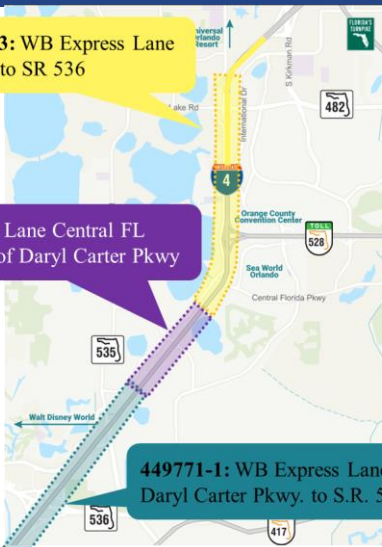 3: WB Express Lane
to SR 536
Universal
Orlando
Resort
FLORIDA'S
TURNPIKE
S Kirkman Rd
International Dr
Lake Rd
482
4
Orange County
Convention Center
TOLL
528
Lane Central FL
of Daryl Carter Pkwy
Sea World
Orlando
Central Florida Pkwy
535
Walt Disney World
449771-1: WB Express Lane
Daryl Carter Pkwy. to S.R. 5
536
417